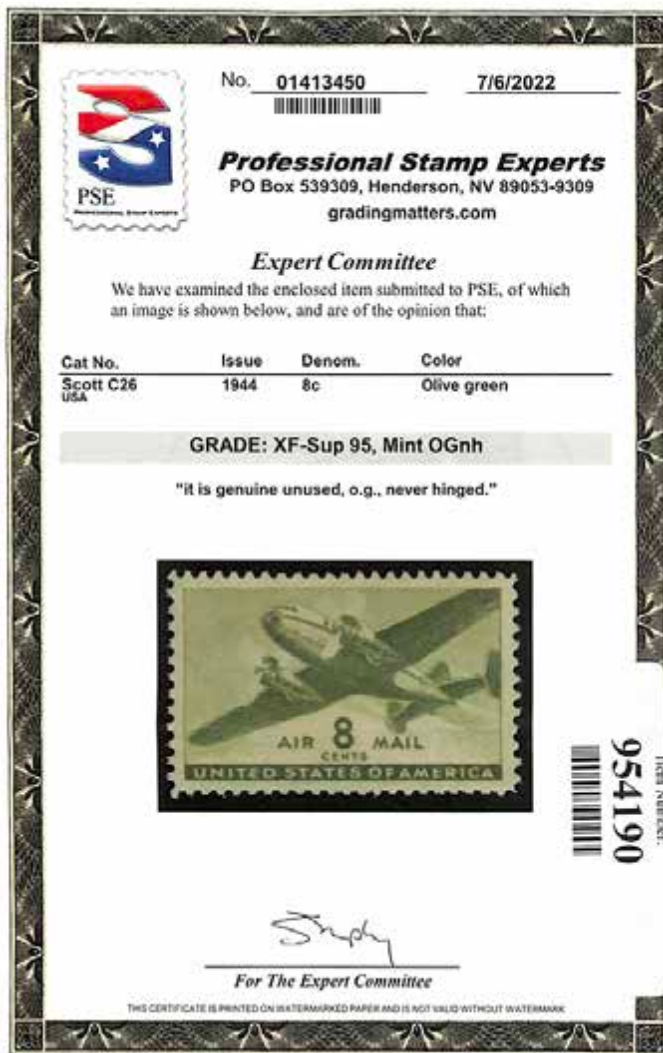 No. 01413450 7/6/2022
PSE
PROFESSIONAL STAMP EXPERTS
Professional Stamp Experts
PO Box 539309, Henderson, NV 89053-9309
gradingmatters.com
Expert Committee
We have examined the enclosed item submitted to PSE, of which
an image is shown below, and are of the opinion that:
Cat No. Issue Denom. Color
Scott C26 1944 8c Olive green
USA
GRADE: XF-Sup 95, Mint OGnh
"it is genuine unused, o.g., never hinged."
AIR 8 MAIL
CENTS
UNITED STATES OF AMERICA
954190
For The Expert Committee
THIS CERTIFICATE IS PRINTED ON WATERMARKED PAPER AND IS NOT VALID WITHOUT WATERMARK